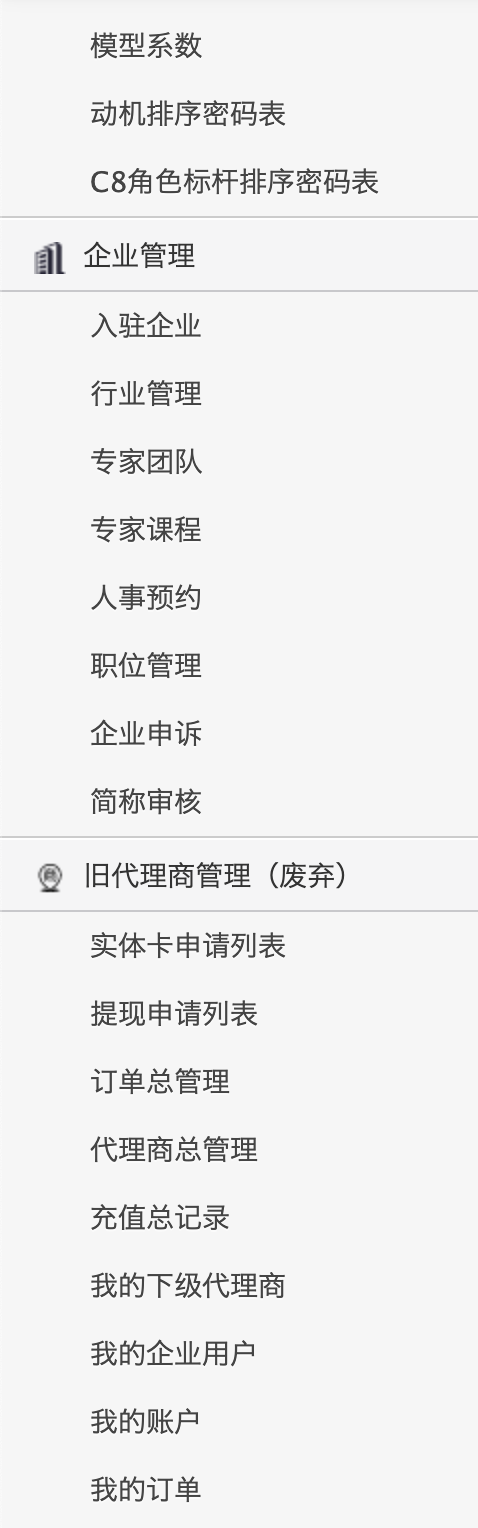 模型系数
动机排序密码表
C8角色标杆排序密码表
企业管理
入驻企业
行业管理
专家团队
专家课程
人事预约
职位管理
企业申诉
简称审核
旧代理商管理（废弃）
实体卡申请列表
提现申请列表
订单总管理
代理商总管理
充值总记录
我的下级代理商
我的企业用户
我的账户
我的订单